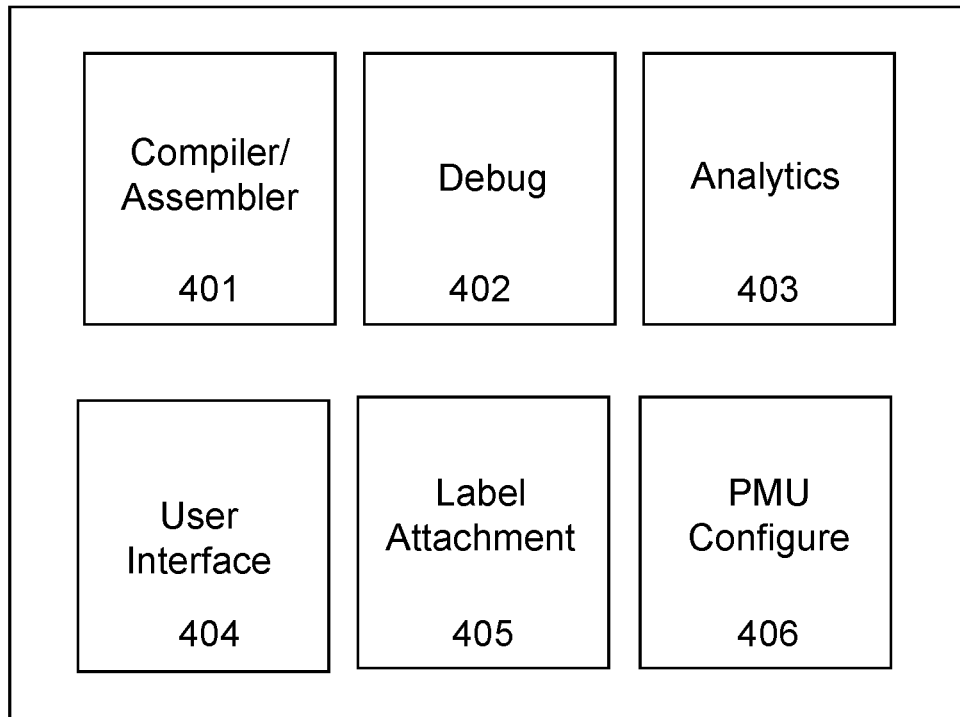 Compiler/
Assembler
401
Debug
402
Analytics
403
User
Interface
404
Label
Attachment
405
PMU
Configure
406